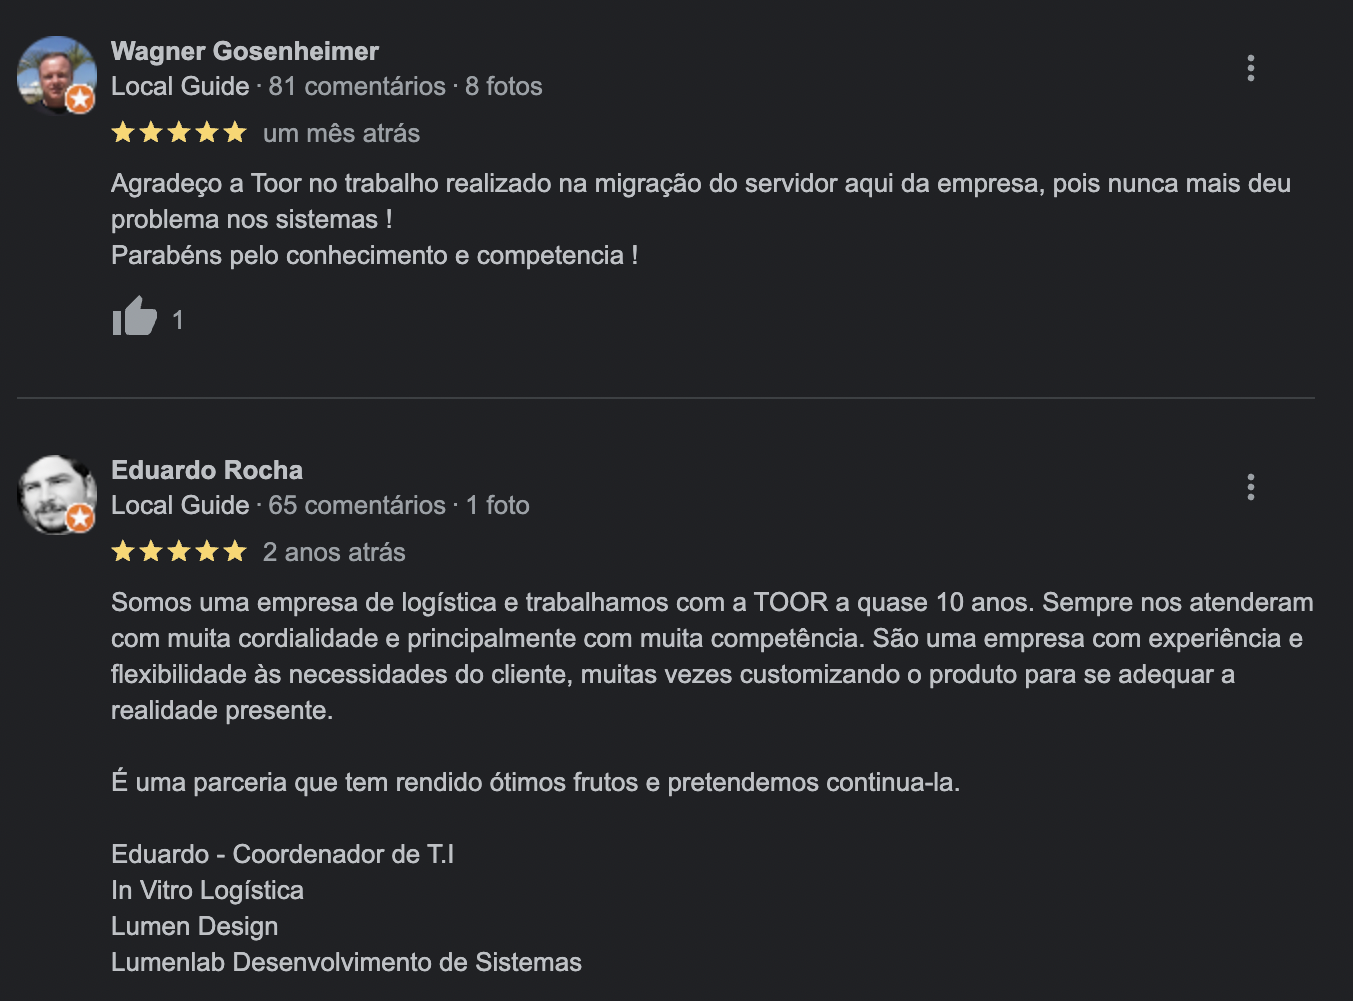 Wagner Gosenheimer
Local Guide · 81 comentários · 8 fotos
um mês atrás
Agradeço a Toor no trabalho realizado na migração do servidor aqui da empresa, pois nunca mais deu
problema nos sistemas !
Parabéns pelo conhecimento e competencia !
1
Eduardo Rocha
Local Guide · 65 comentários · 1 foto
2 anos atrás
Somos uma empresa de logística e trabalhamos com a TOOR a quase 10 anos. Sempre nos atenderam
com muita cordialidade e principalmente com muita competência. São uma empresa com experiência e
flexibilidade às necessidades do cliente, muitas vezes customizando o produto para se adequar a
realidade presente.
É uma parceria que tem rendido ótimos frutos e pretendemos continua-la.
Eduardo - Coordenador de T.I
In Vitro Logística
Lumen Design
Lumenlab Desenvolvimento de Sistemas